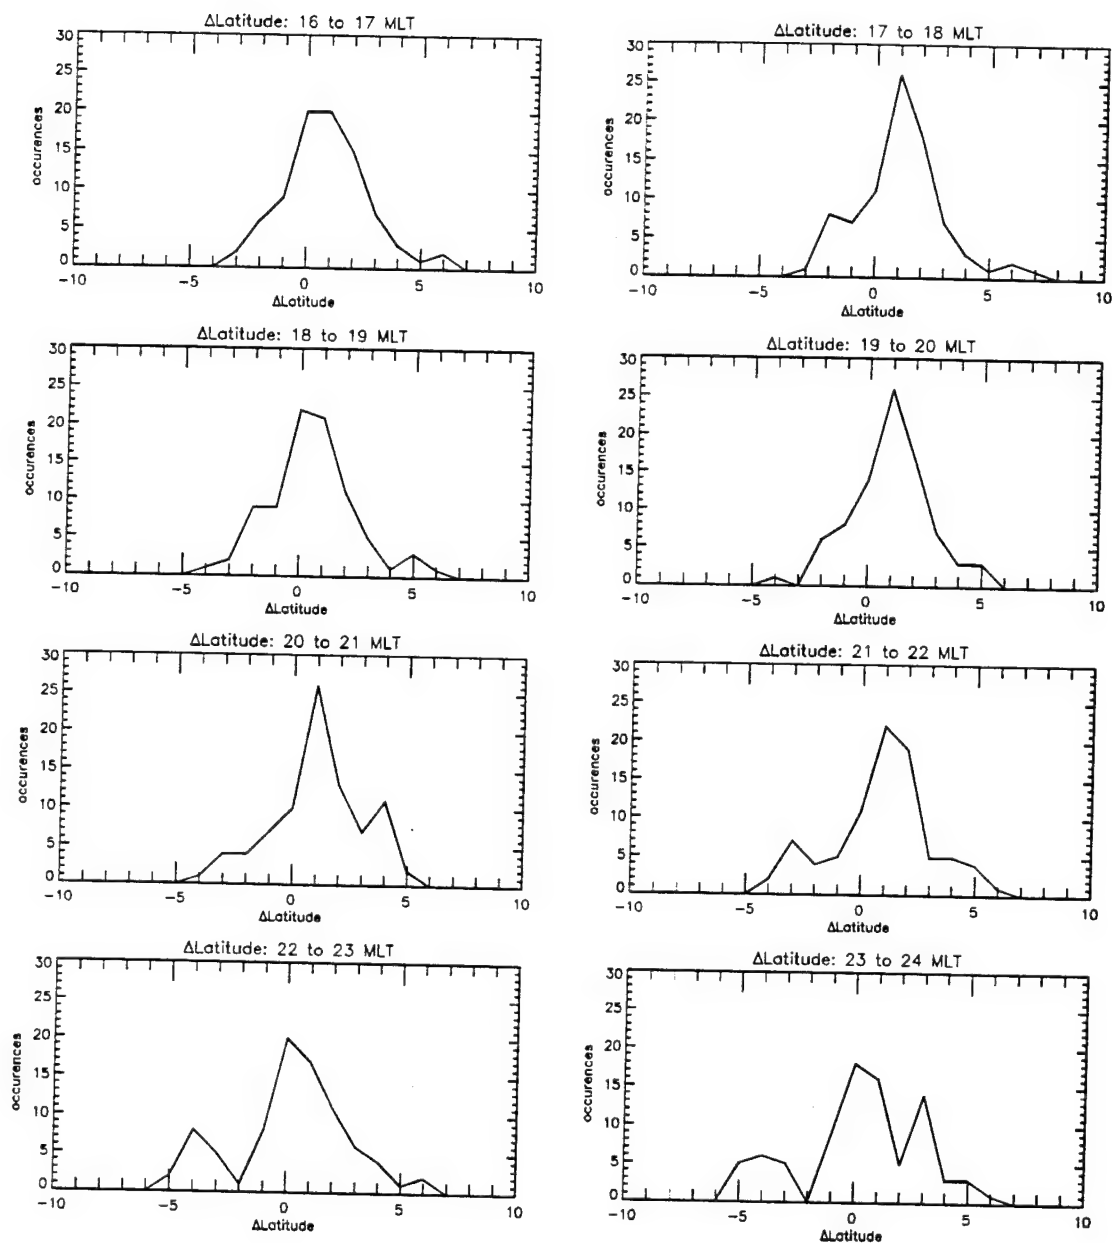 ΔLatitude: 16 to 17 MLT
30
25
20
15
10
5
0
occurences
-10 -5 0 5 10
ΔLatitude
ΔLatitude: 17 to 18 MLT
30
25
20
15
10
5
0
occurences
-10 -5 0 5 10
ΔLatitude
ΔLatitude: 18 to 19 MLT
30
25
20
15
10
5
0
occurences
-10 -5 0 5 10
ΔLatitude
ΔLatitude: 19 to 20 MLT
30
25
20
15
10
5
0
occurences
-10 -5 0 5 10
ΔLatitude
ΔLatitude: 20 to 21 MLT
30
25
20
15
10
5
0
occurences
-10 -5 0 5 10
ΔLatitude
ΔLatitude: 21 to 22 MLT
30
25
20
15
10
5
0
occurences
-10 -5 0 5 10
ΔLatitude
ΔLatitude: 22 to 23 MLT
30
25
20
15
10
5
0
occurences
-10 -5 0 5 10
ΔLatitude
ΔLatitude: 23 to 24 MLT
30
25
20
15
10
5
0
occurences
-10 -5 0 5 10
ΔLatitude